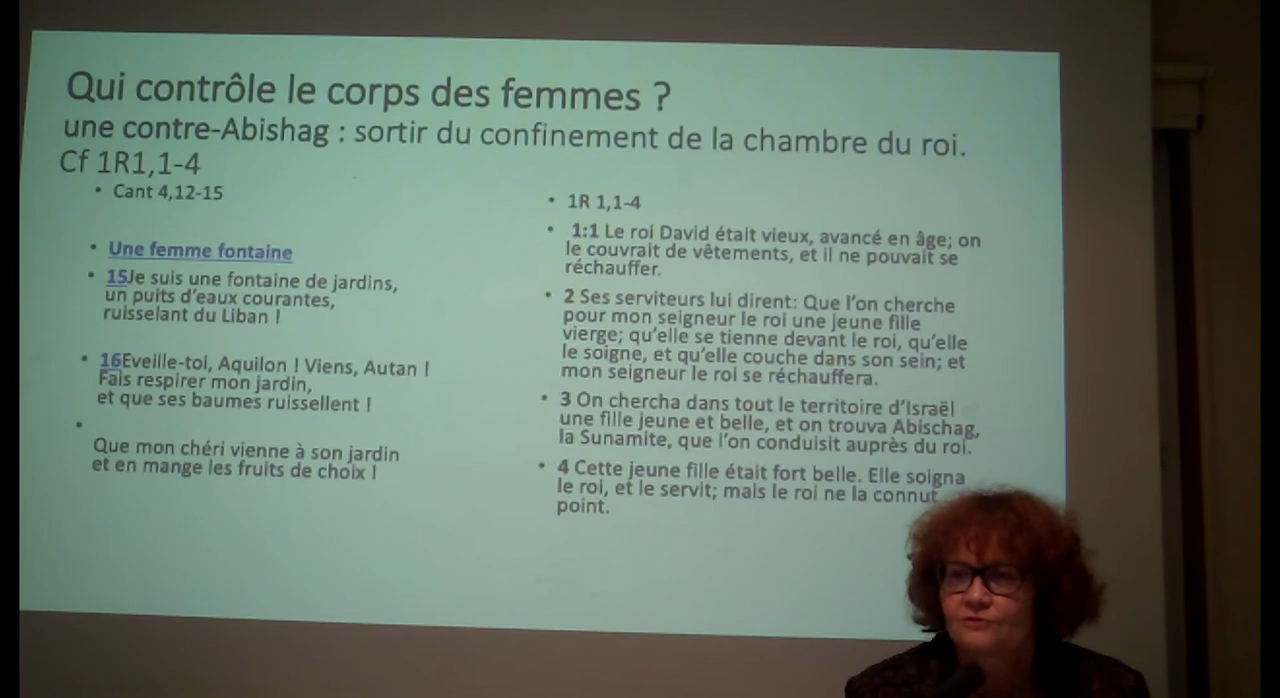 Qui contrôle le corps des femmes ?
une contre-Abishag : sortir du confinement de la chambre du roi.
Cf 1R1,1-4
• Cant 4,12-15
• Une femme fontaine
• 15Je suis une fontaine de jardins,
un puits d'eaux courantes,
ruisselant du Liban !
• 16Eveille-toi, Aquilon ! Viens, Autan !
Fais respirer mon jardin,
et que ses baumes ruissellent !
•
Que mon chéri vienne à son jardin
et en mange les fruits de choix !
• 1R 1,1-4
• 1:1 Le roi David était vieux, avancé en âge; on
le couvrait de vêtements, et il ne pouvait se
réchauffer.
• 2 Ses serviteurs lui dirent: Que l'on cherche
pour mon seigneur le roi une jeune fille
vierge; qu'elle se tienne devant le roi, qu'elle
le soigne, et qu'elle couche dans son sein; et
mon seigneur le roi se réchauffera.
• 3 On chercha dans tout le territoire d'Israël
une fille jeune et belle, et on trouva Abischag,
la Sunamite, que l'on conduisit auprès du roi.
• 4 Cette jeune fille était fort belle. Elle soigna
le roi, et le servit; mais le roi ne la connut
point.